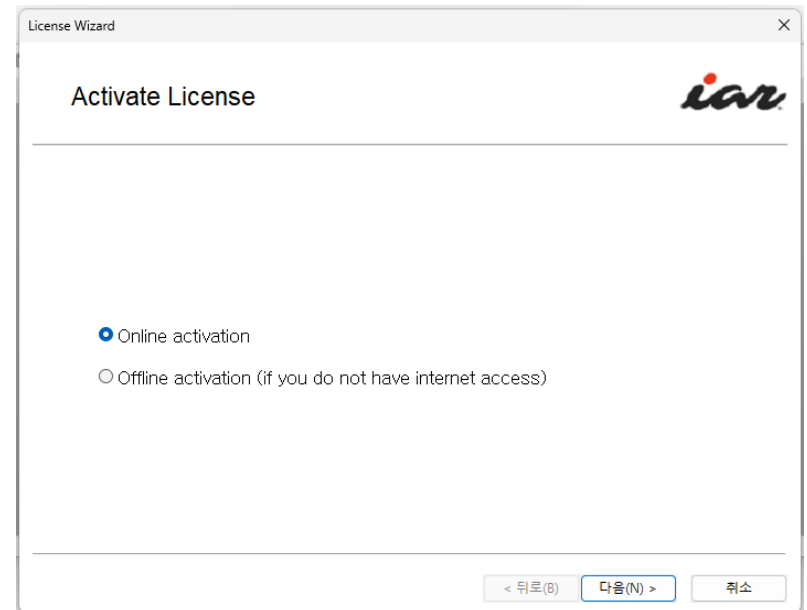 License Wizard
Activate License
iar
Online activation
Offline activation (if you do not have internet access)
< 뒤로(B)
다음(N) >
취소